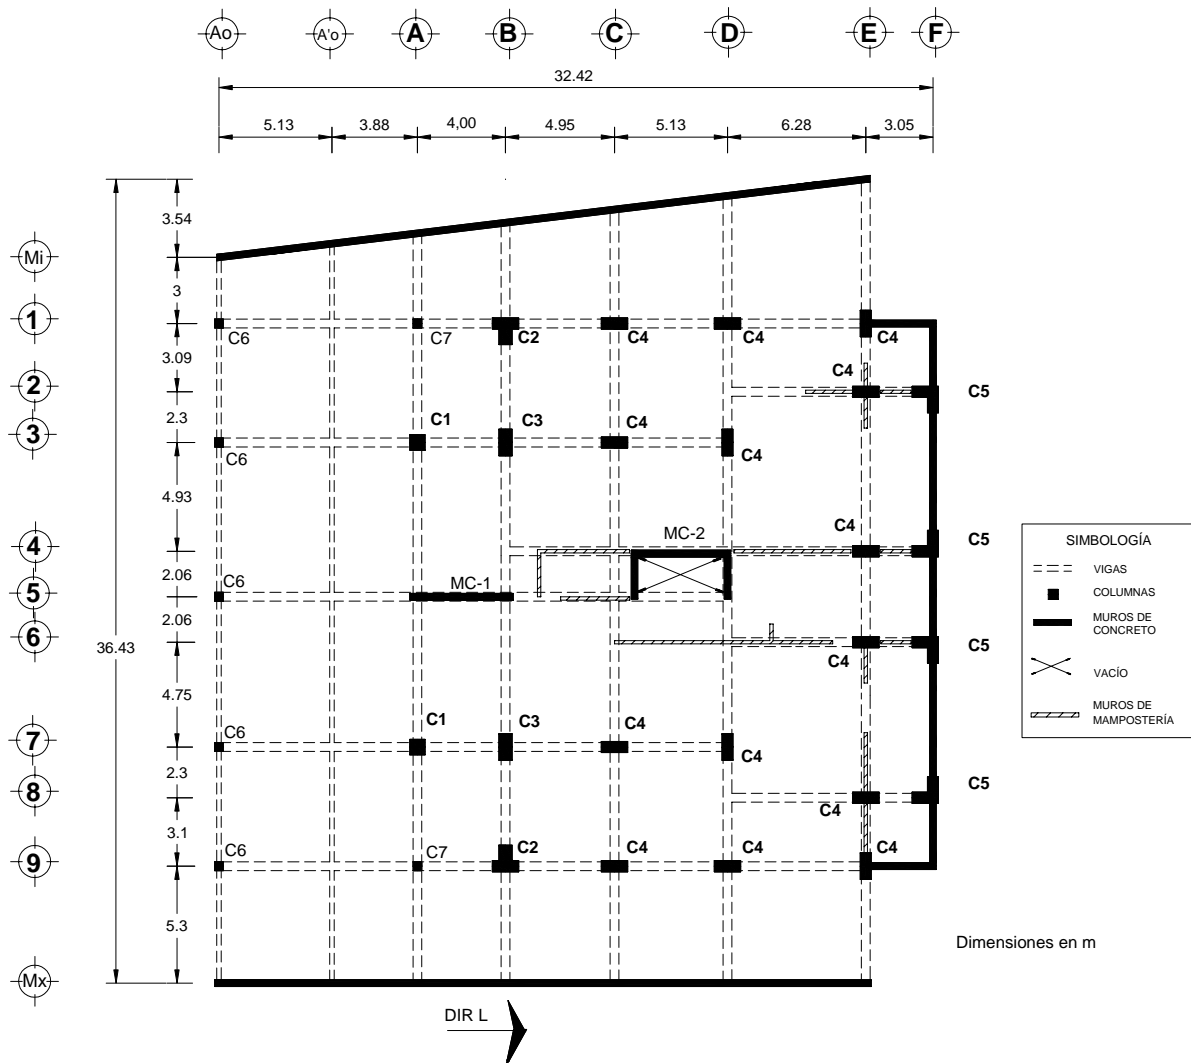 Ao A'o A B C D E F
32.42
5.13 3.88 4,00 4.95 5.13 6.28 3.05
3.54
Mi
3
1
C6 C7 C2 C4 C4 C4
3.09
C4
2
C5
2.3
C1 C3 C4
3
C6 C4
4.93
C4
C5
4
MC-2
2.06
5
C6 MC-1
2.06
6
C5
36.43
C4
4.75
C1 C3 C4
7
C6 C4
2.3
C5
8
C4
3.1
C6 C7 C2 C4 C4 C4
9
5.3
Mx
SIMBOLOGÍA
VIGAS
COLUMNAS
MUROS DE
CONCRETO
VACÍO
MUROS DE
MAMPOSTERÍA
Dimensiones en m
DIR L